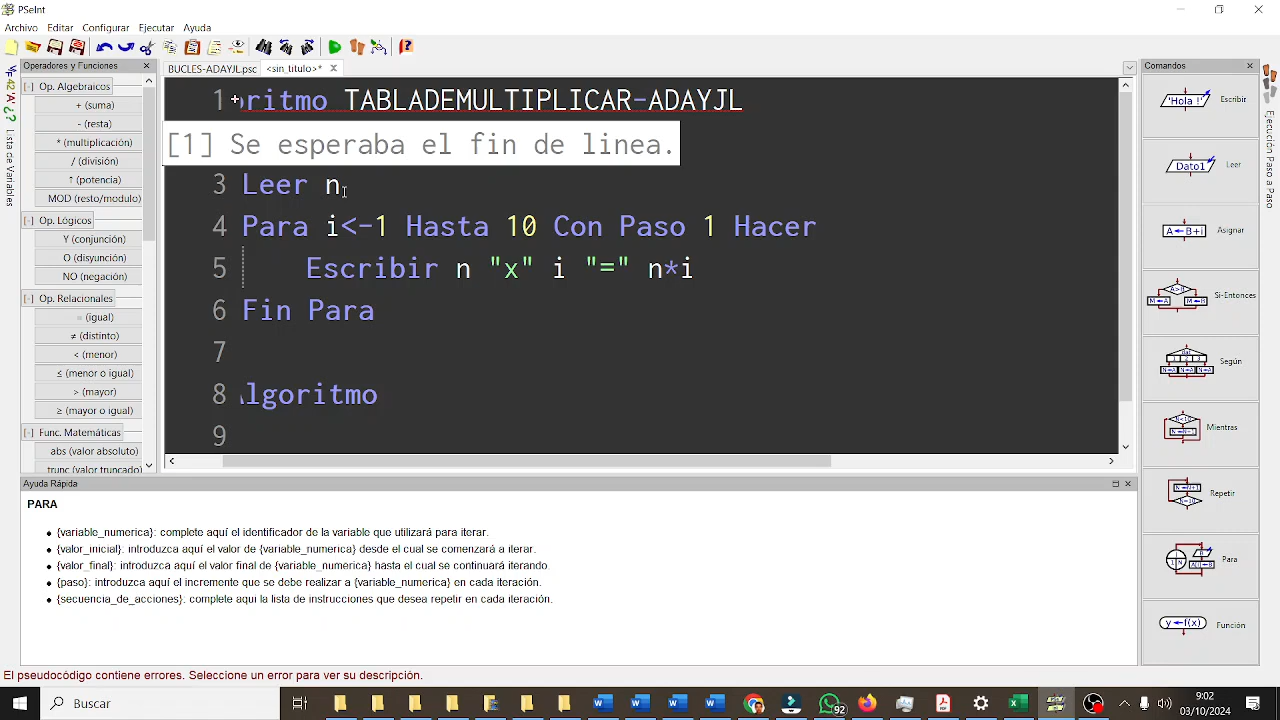 PSeInt
Archivo Editar Configurar Ejecutar Ayuda
Operadores y Funciones
BUCLES-ADAYJL.psc
<sin_titulo>*
Comandos
Lista de Variables
Op. Algebraicos
+ (suma)
- (resta)
* (multiplicación)
/ (división)
↑ (potencia)
MOD (resto/modulo)
Op. Lógicos
Y (conjunción)
O (disyunción)
NO (negación)
Op. Relacionales
= (igual)
≠ (distinto)
< (menor)
≤ (menor o igual)
> (mayor)
≥ (mayor o igual)
Func. Matemáticas
abs (valor absoluto)
trunc (valor truncado)
1 oritmo TABLADEMULTIPLICAR-ADAYJL
[1] Se esperaba el fin de linea.
3 Leer n
4 Para i<-1 Hasta 10 Con Paso 1 Hacer
5 Escribir n "x" i "=" n*i
6 Fin Para
7
8 lgoritmo
9
'Hola !' Escribir
Dato1 Leer
A←B+i Asignar
Si-Entonces
Según
Mientras
Repetir
Para
y←f(x) Función
Ejecución Paso a Paso
Ayuda Rápida
PARA
{variable_numerica}: complete aquí el identificador de la variable que utilizará para iterar.
{valor_inicial}: introduzca aquí el valor de {variable_numerica} desde el cual se comenzará a iterar.
{valor_final}: introduzca aquí el valor final de {variable_numerica} hasta el cual se continuará iterando.
{paso}: introduzca aquí el incremento que se debe realizar a {variable_numerica} en cada iteración.
{secuencia_de_acciones}: complete aquí la lista de instrucciones que desea repetir en cada iteración.
El pseudocódigo contiene errores. Seleccione un error para ver su descripción.
Buscar
92
9:02
03/10/2024